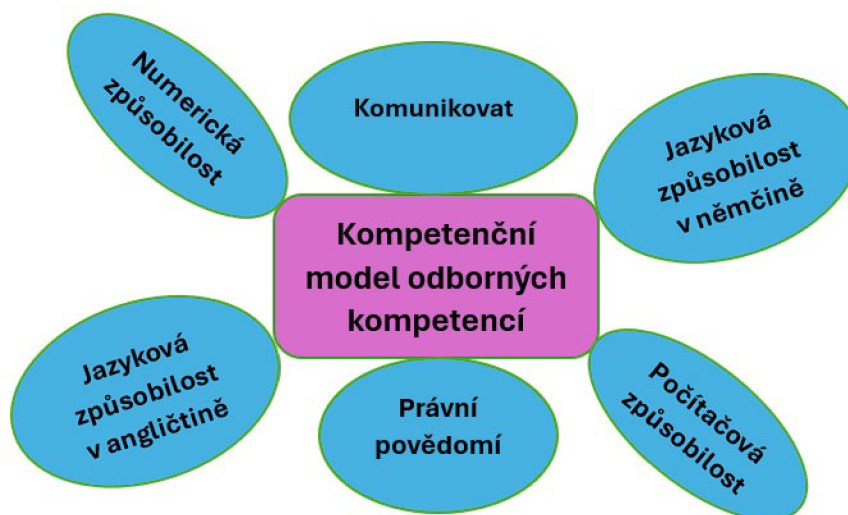 Numerická
způsobilost
Komunikovat
Jazyková
způsobilost
v němčině
Kompetenční
model odborných
kompetencí
Jazyková
způsobilost
v angličtině
Právní
povědomí
Počítačová
způsobilost